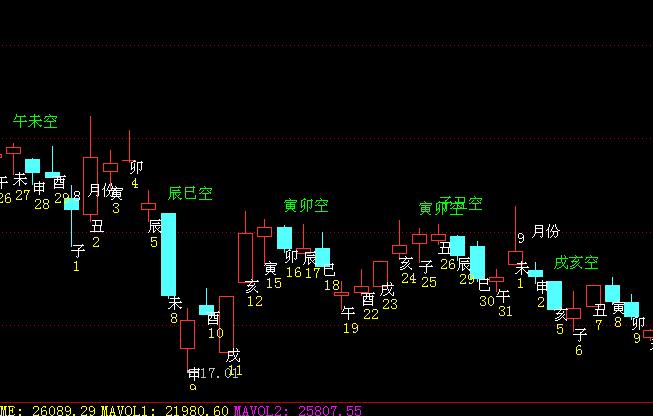 午未空
卯
4
午
26
未
27
申
28
酉
29
8 月份
寅
3
辰巳空
寅卯空
寅卯空
子丑空
丑
2
辰
5
子
1
9 月份
卯
16
辰
17
巳
18
寅
15
亥
24
子
25
丑
26
辰
29
未
1
戌亥空
亥
12
巳
30
午
31
申
2
未
8
酉
10
午
19
酉
22
戌
23
亥
5
子
6
丑
7
寅
8
卯
9
戌
11
申
9
17.01
ME: 26089.29 MAVOL1: 21980.60 MAVOL2: 25807.55